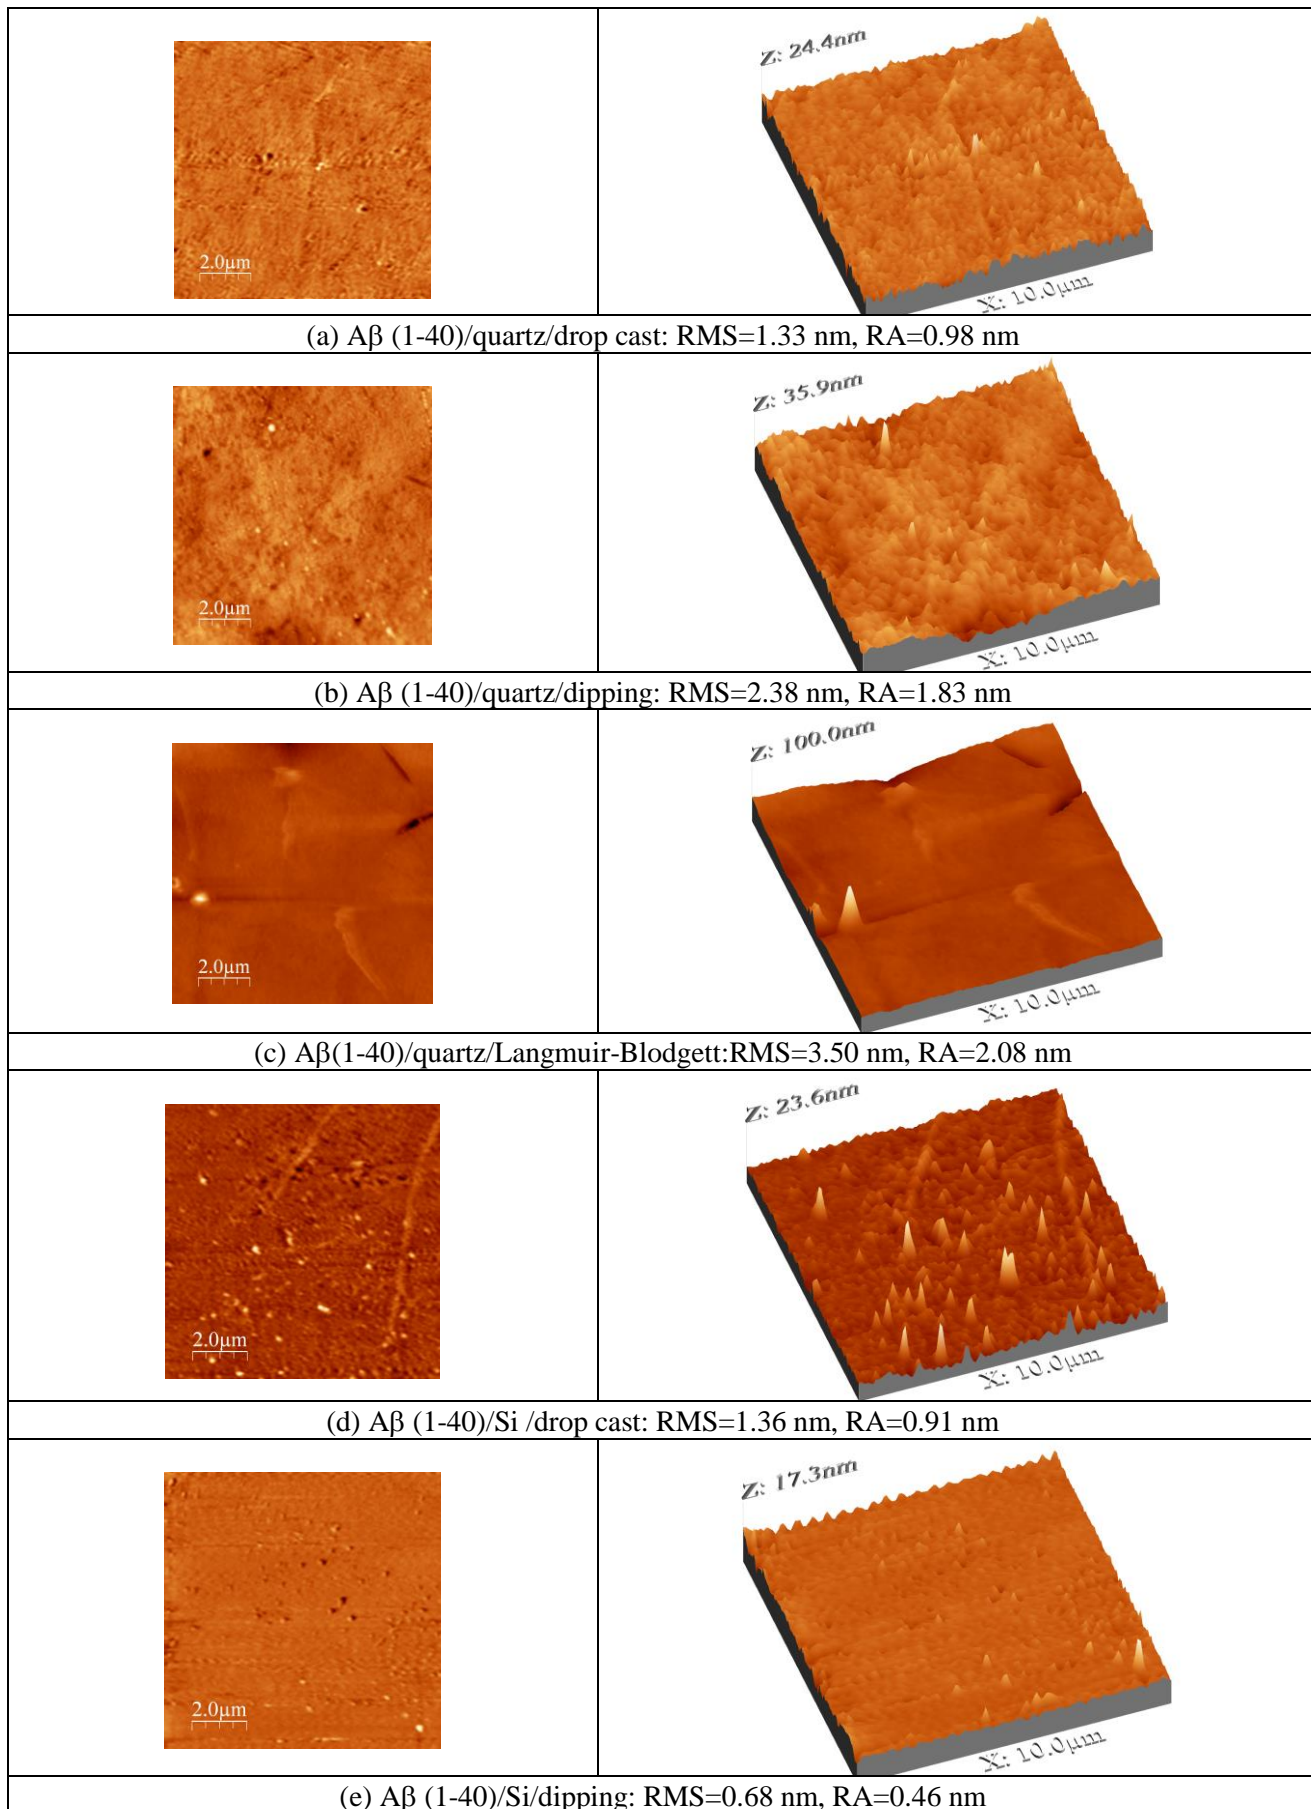 2.0μm
Z: 24.4nm
X: 10.0μm
(a) Aβ (1-40)/quartz/drop cast: RMS=1.33 nm, RA=0.98 nm
2.0μm
Z: 35.9nm
X: 10.0μm
(b) Aβ (1-40)/quartz/dipping: RMS=2.38 nm, RA=1.83 nm
2.0μm
Z: 100.0nm
X: 10.0μm
(c) Aβ(1-40)/quartz/Langmuir-Blodgett:RMS=3.50 nm, RA=2.08 nm
2.0μm
Z: 23.6nm
X: 10.0μm
(d) Aβ (1-40)/Si /drop cast: RMS=1.36 nm, RA=0.91 nm
2.0μm
Z: 17.3nm
X: 10.0μm
(e) Aβ (1-40)/Si/dipping: RMS=0.68 nm, RA=0.46 nm